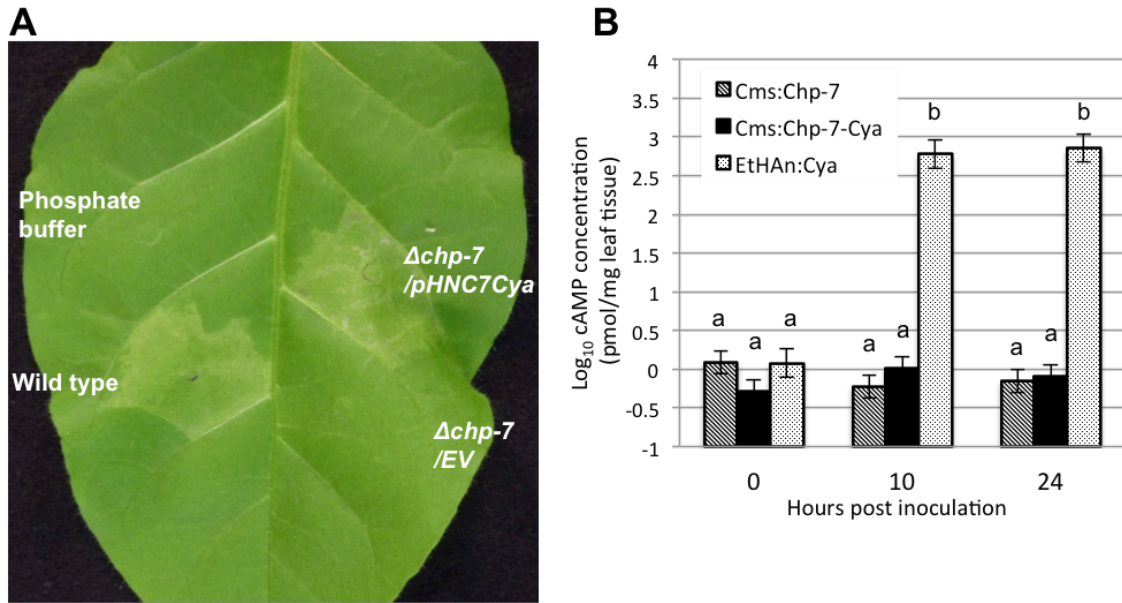 A
Phosphate
buffer
Δchp-7
/pHNC7Cya
Wild type
Δchp-7
/EV
B
Log10 cAMP concentration
(pmol/mg leaf tissue)
4
3.5
3
2.5
2
1.5
1
0.5
0
-0.5
-1
Cms:Chp-7
Cms:Chp-7-Cya
EtHAn:Cya
a
a
a
a
a
b
a
a
b
0
10
24
Hours post inoculation